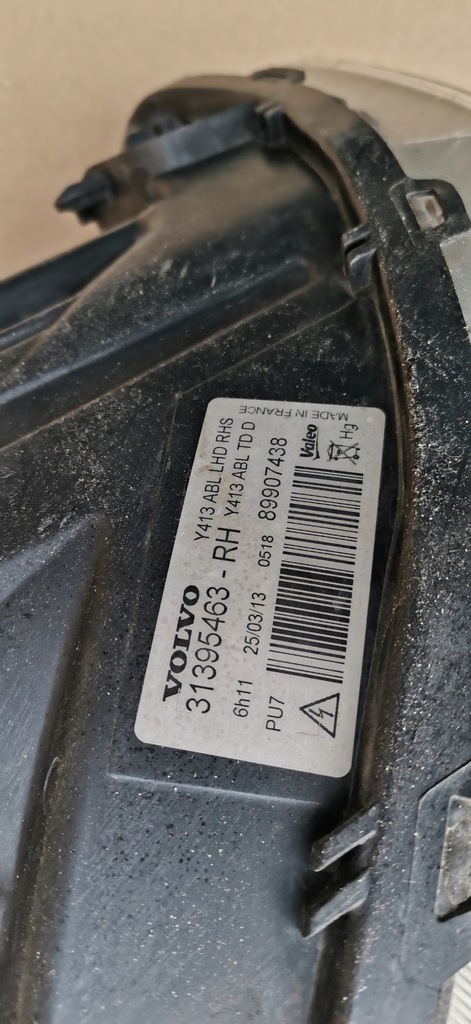 VOLVO
Y413 ABL LHD RHS
31395463 - RH Y413 ABL TD D
6h11 25/03/13 0518 89907438
PU7
Valeo
Hg
MADE IN FRANCE